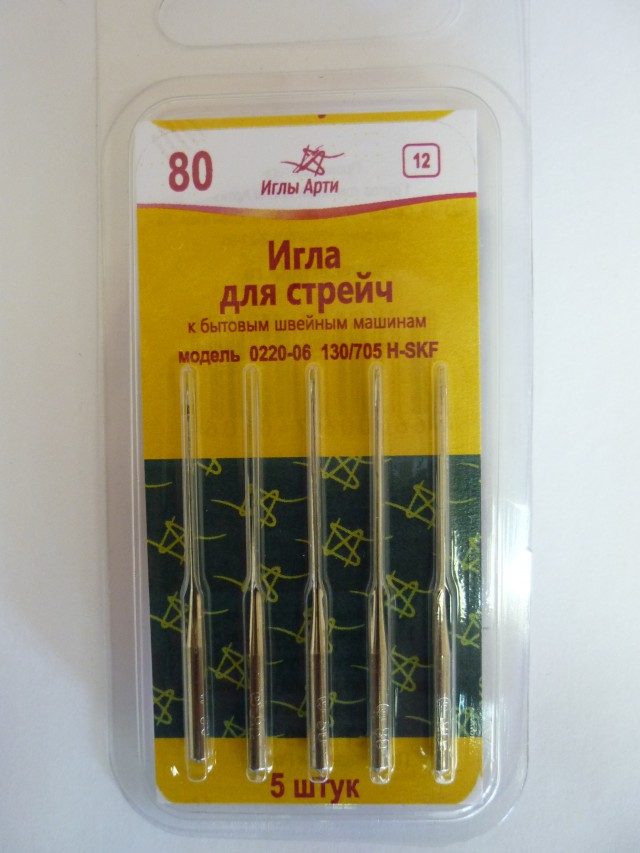 80
12
Иглы Арти
Игла
для стрейч
к бытовым швейным машинам
модель 0220-06 130/705 H-SKF
5 штук